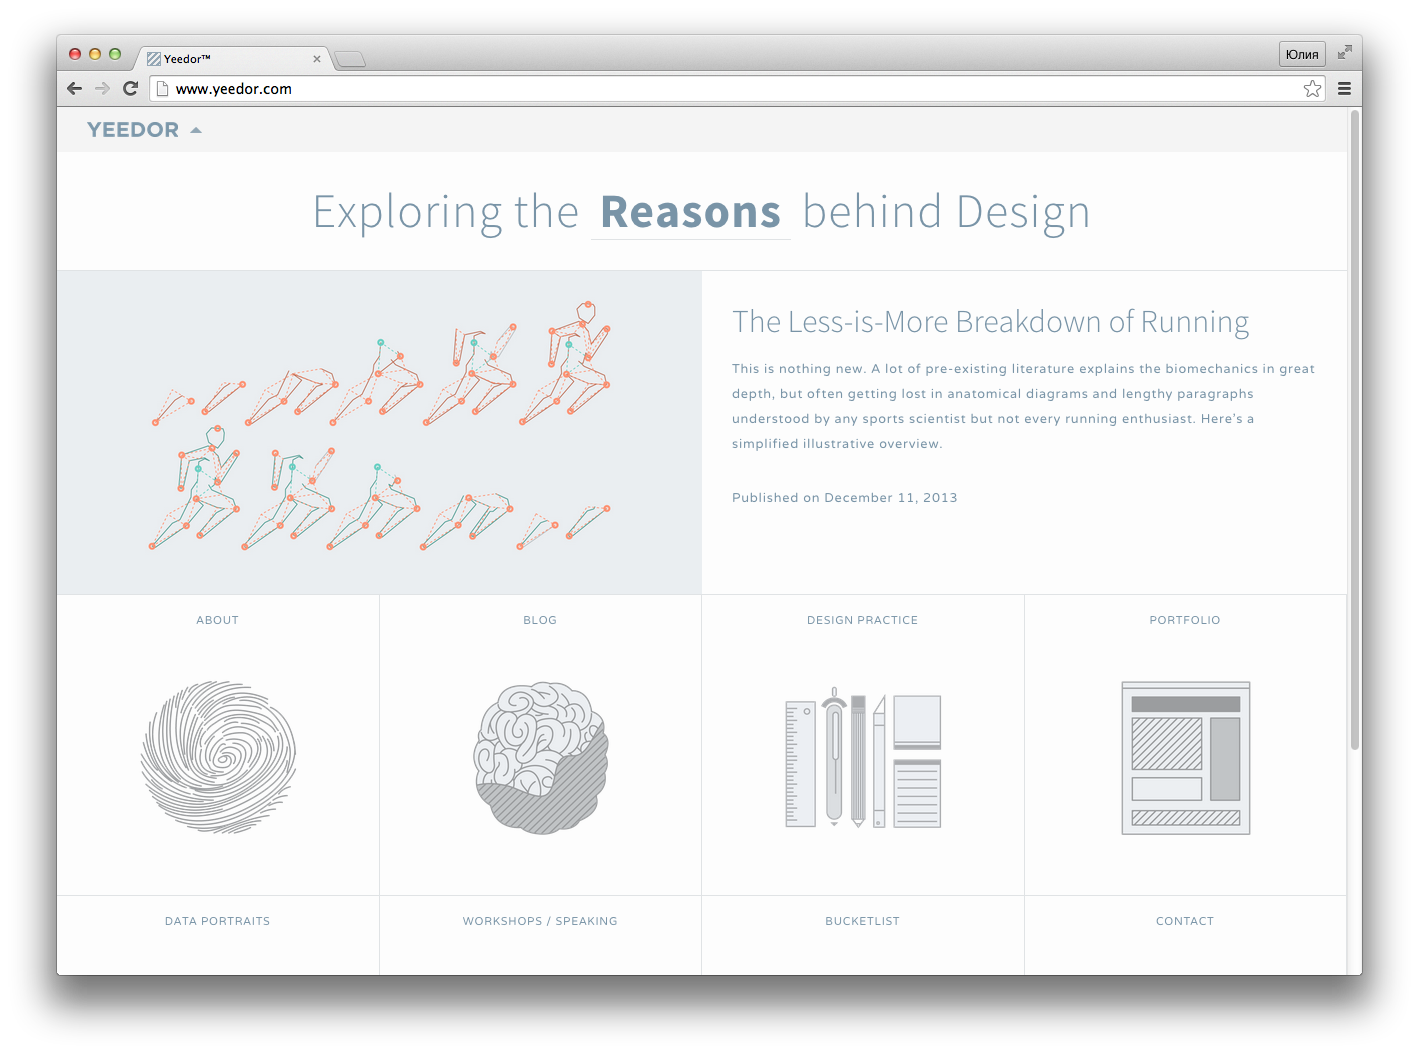 Yeedor™
Юлия
www.yeedor.com
YEEDOR
Exploring the Reasons behind Design
The Less-is-More Breakdown of Running
This is nothing new. A lot of pre-existing literature explains the biomechanics in great
depth, but often getting lost in anatomical diagrams and lengthy paragraphs
understood by any sports scientist but not every running enthusiast. Here's a
simplified illustrative overview.
Published on December 11, 2013
ABOUT
BLOG
DESIGN PRACTICE
PORTFOLIO
DATA PORTRAITS
WORKSHOPS / SPEAKING
BUCKETLIST
CONTACT